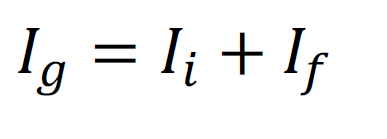 I_g = I_i + I_f